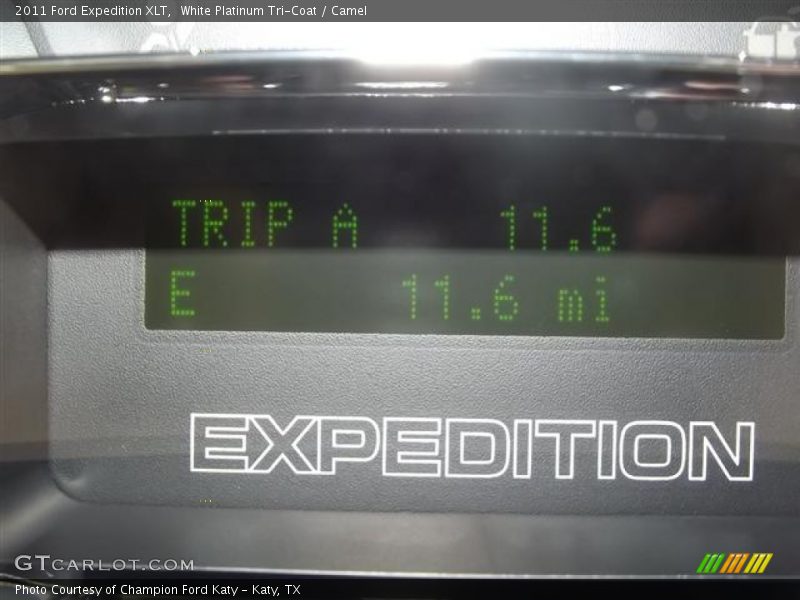 2011 Ford Expedition XLT, White Platinum Tri-Coat / Camel
TRIP A 11.6
E 11.6 mi
EXPEDITION
GTCARLOT.COM
Photo Courtesy of Champion Ford Katy - Katy, TX